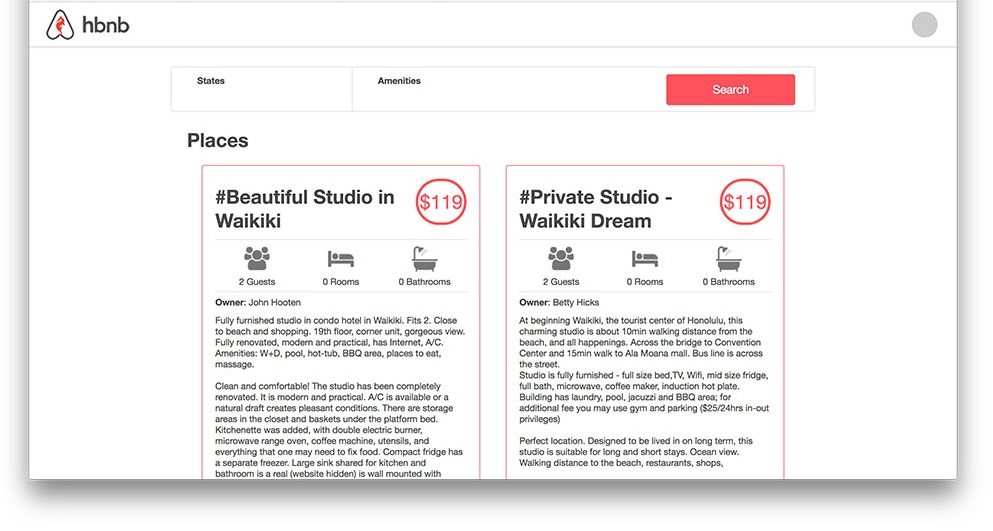 hbnb
States
Amenities
Search
Places
#Beautiful Studio in
Waikiki
$119
2 Guests
0 Rooms
0 Bathrooms
Owner: John Hooten
Fully furnished studio in condo hotel in Waikiki. Fits 2. Close
to beach and shopping. 19th floor, corner unit, gorgeous view.
Fully renovated, modern and practical, has Internet, A/C.
Amenities: W+D, pool, hot-tub, BBQ area, places to eat,
massage.
Clean and comfortable! The studio has been completely
renovated. It is modern and practical. A/C is available or a
natural draft creates pleasant conditions. There are storage
areas in the closet and baskets under the platform bed.
Kitchenette was added, with double electric burner,
microwave range oven, coffee machine, utensils, and
everything that one may need to fix food. Compact fridge has
a separate freezer. Large sink shared for kitchen and
bathroom is a real (website hidden) is wall mounted with
#Private Studio -
Waikiki Dream
$119
2 Guests
0 Rooms
0 Bathrooms
Owner: Betty Hicks
At beginning Waikiki, the tourist center of Honolulu, this
charming studio is about 10min walking distance from the
beach, and all happenings. Across the bridge to Convention
Center and 15min walk to Ala Moana mall. Bus line is across
the street.
Studio is fully furnished - full size bed,TV, Wifi, mid size fridge,
full bath, microwave, coffee maker, induction hot plate.
Building has laundry, pool, jacuzzi and BBQ area; for
additional fee you may use gym and parking ($25/24hrs in-out
privileges)
Perfect location. Designed to be lived in on long term, this
studio is suitable for long and short stays. Ocean view.
Walking distance to the beach, restaurants, shops,